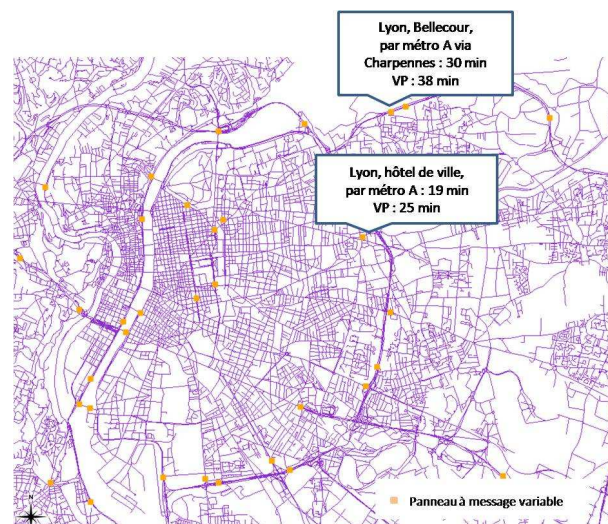 Lyon, Bellecour,
par métro A via
Charpennes : 30 min
VP : 38 min
Lyon, hôtel de ville,
par métro A : 19 min
VP : 25 min
N
Panneau à message variable